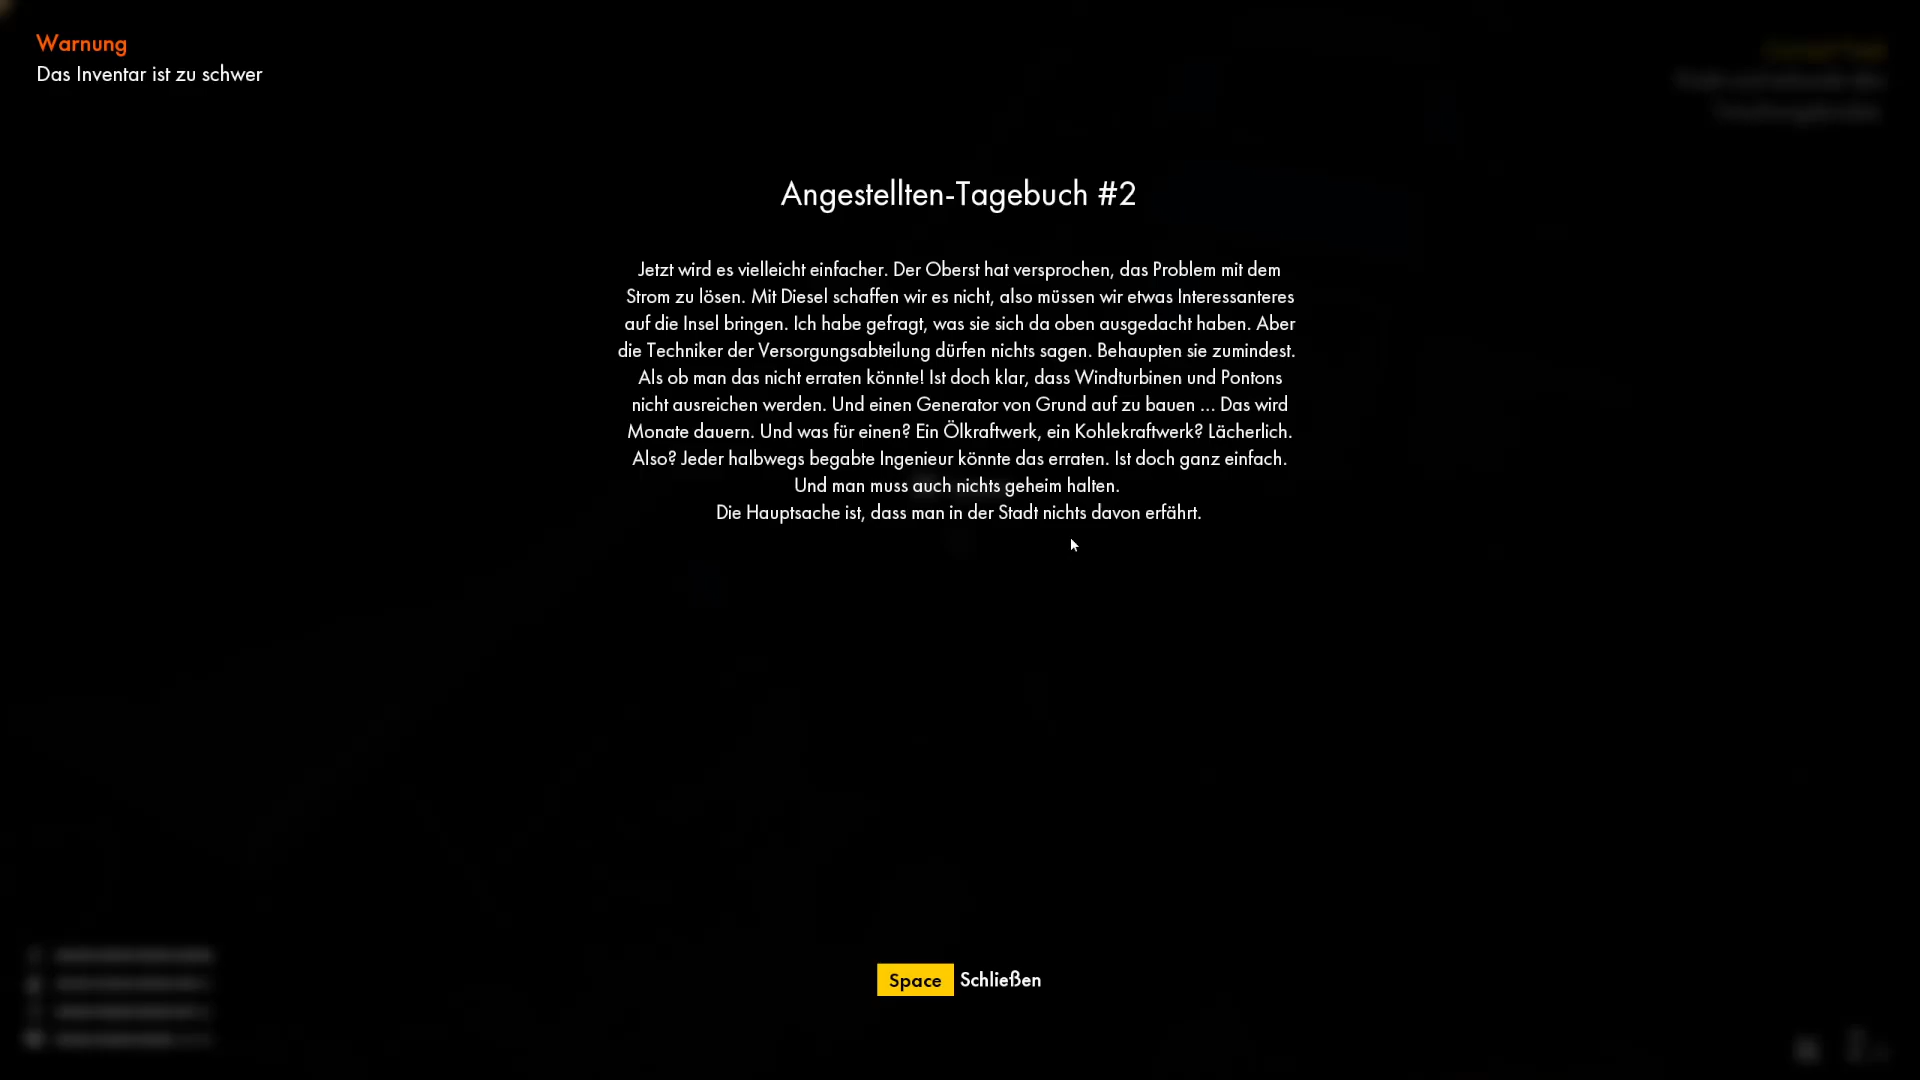 Warnung
Das Inventar ist zu schwer
Angestellten-Tagebuch #2
Jetzt wird es vielleicht einfacher. Der Oberst hat versprochen, das Problem mit dem
Strom zu lösen. Mit Diesel schaffen wir es nicht, also müssen wir etwas Interessanteres
auf die Insel bringen. Ich habe gefragt, was sie sich da oben ausgedacht haben. Aber
die Techniker der Versorgungsabteilung dürfen nichts sagen. Behaupten sie zumindest.
Als ob man das nicht erraten könnte! Ist doch klar, dass Windturbinen und Pontons
nicht ausreichen werden. Und einen Generator von Grund auf zu bauen ... Das wird
Monate dauern. Und was für einen? Ein Ölkraftwerk, ein Kohlekraftwerk? Lächerlich.
Also? Jeder halbwegs begabte Ingenieur könnte das erraten. Ist doch ganz einfach.
Und man muss auch nichts geheim halten.
Die Hauptsache ist, dass man in der Stadt nichts davon erfährt.
Space Schließen